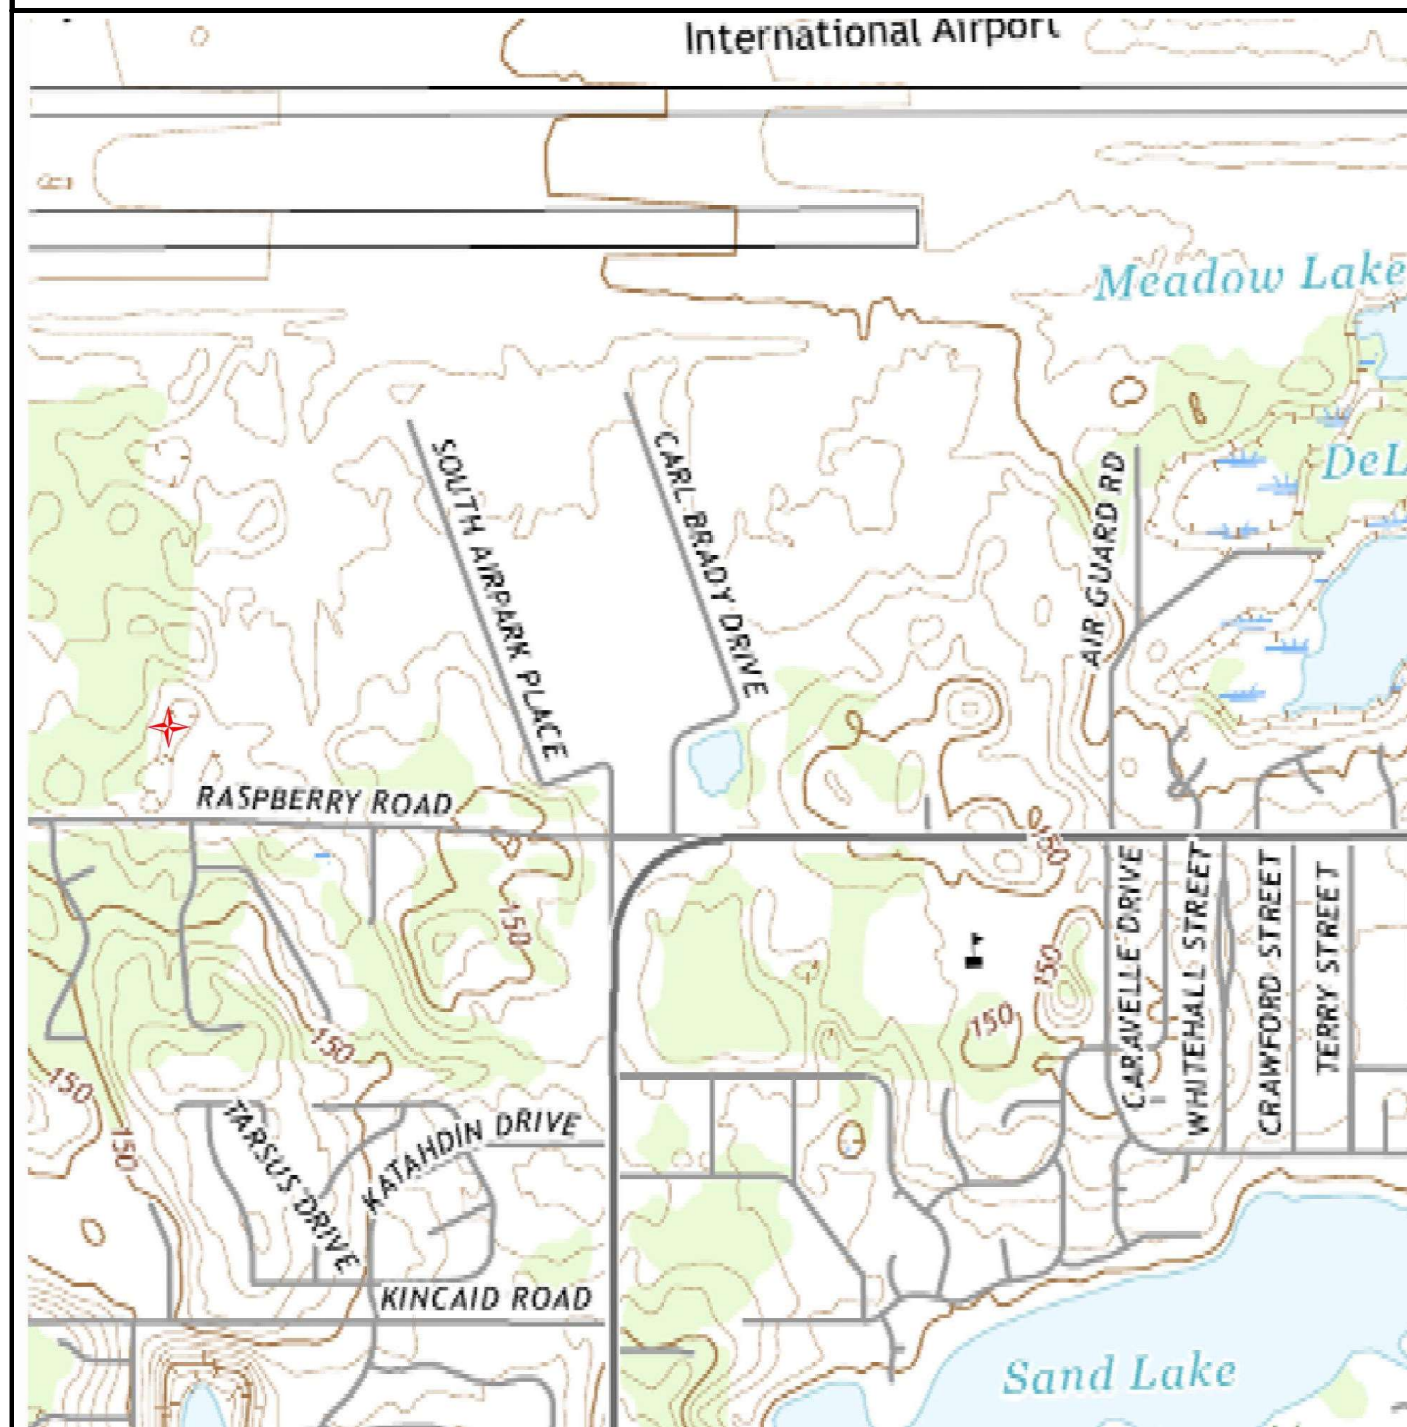 International Airport
Meadow Lake
DeL
SOUTH AIRPARK PLACE
CARL BRADY DRIVE
AIR GUARD RD
RASPBERRY ROAD
150
150
150
150
150
150
150
CARAVELLE DRIVE
WHITEHALL STREET
CRAWFORD STREET
TERRY STREET
TARSUS DRIVE
KATAHDIN DRIVE
KINCAID ROAD
Sand Lake